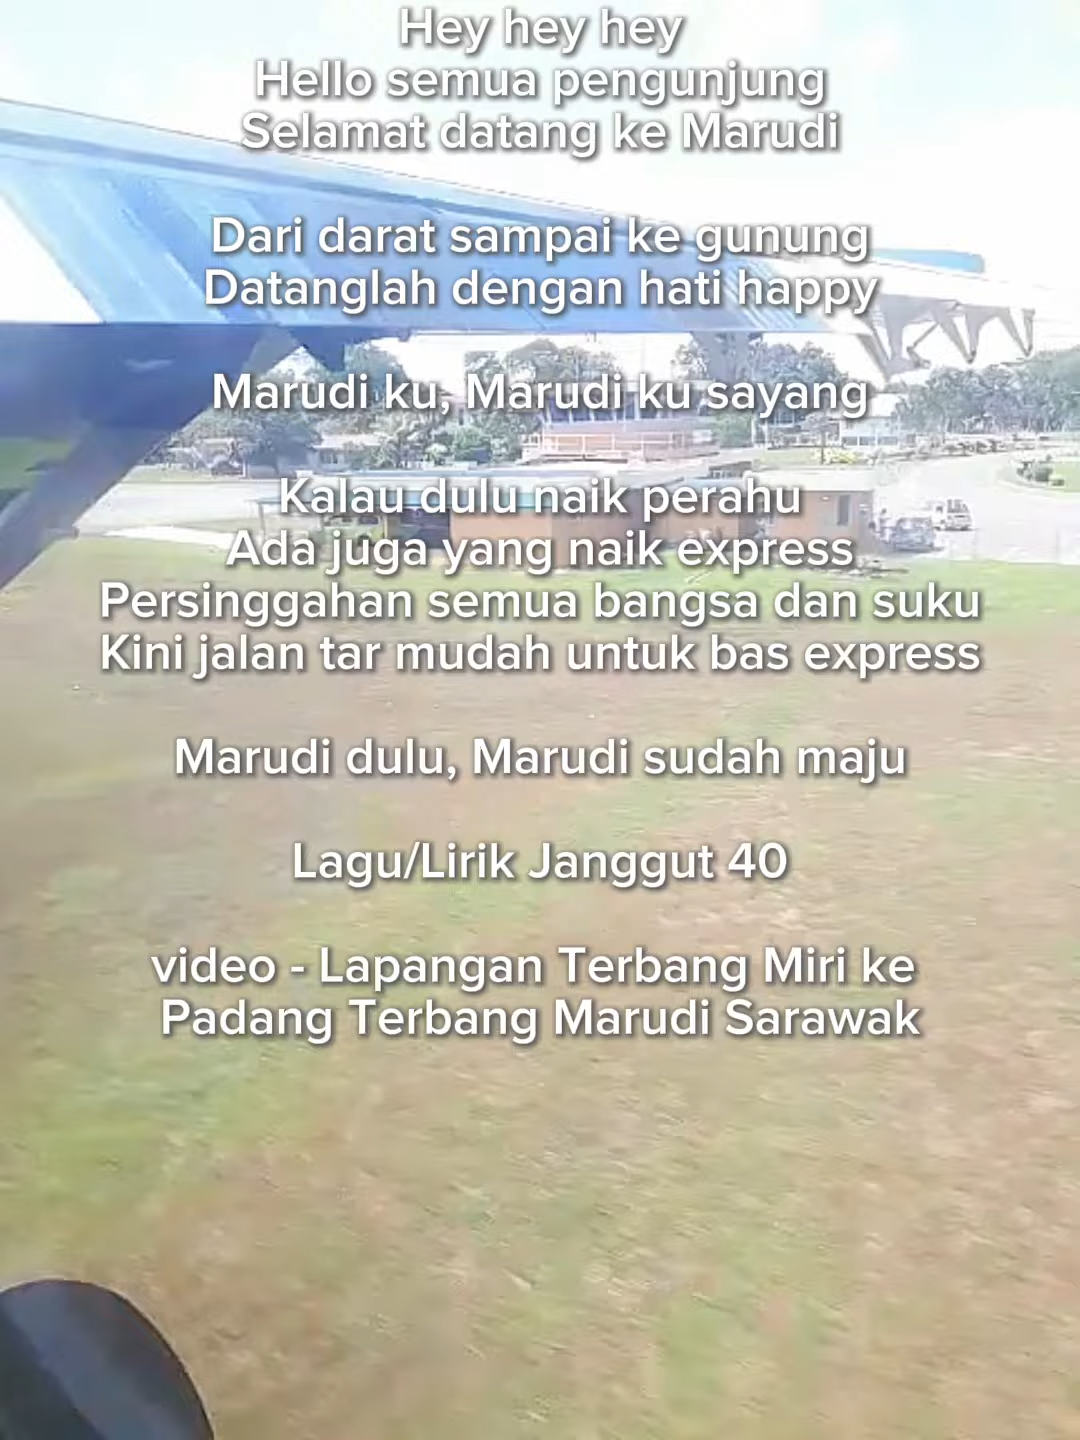 Hey hey hey
Hello semua pengunjung
Selamat datang ke Marudi
Dari darat sampai ke gunung
Datanglah dengan hati happy
Marudi ku, Marudi ku sayang
Kalau dulu naik perahu
Ada juga yang naik express
Persinggahan semua bangsa dan suku
Kini jalan tar mudah untuk bas express
Marudi dulu, Marudi sudah maju
Lagu/Lirik Janggut 40
video - Lapangan Terbang Miri ke
Padang Terbang Marudi Sarawak